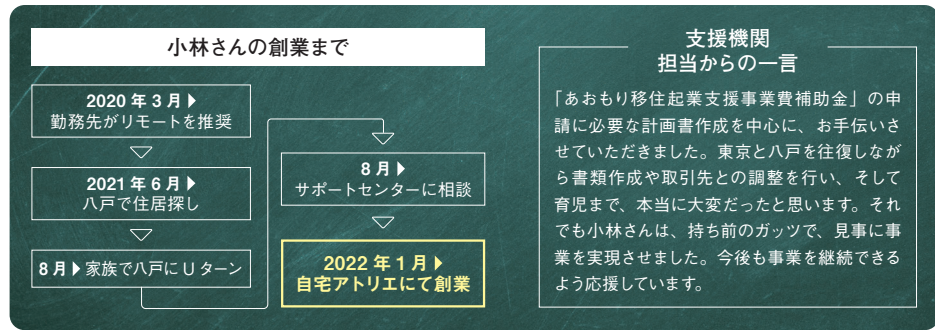 小林さんの創業まで
2020年3月▶
勤務先がリモートを推奨
2021年6月▶
八戸で住居探し
8月▶家族で八戸にUターン
8月▶
サポートセンターに相談
2022年1月▶
自宅アトリエにて創業
支援機関
担当からの一言
「あおもり移住起業支援事業費補助金」の申
請に必要な計画書作成を中心に、お手伝いさ
せていただきました。東京と八戸を往復しなが
ら書類作成や取引先との調整を行い、そして
育児まで、本当に大変だったと思います。それ
でも小林さんは、持ち前のガッツで、見事に事
業を実現させました。今後も事業を継続できる
よう応援しています。